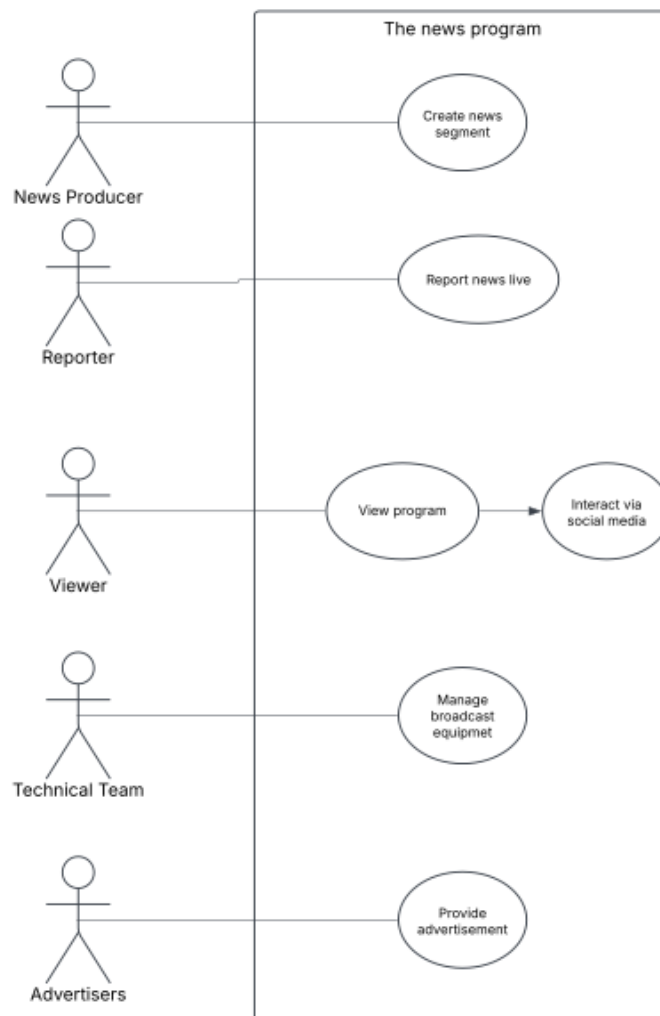 The news program
Create news
segment
News Producer
Report news live
Reporter
View program
Interact via
social media
Viewer
Manage
broadcast
equipmet
Technical Team
Provide
advertisement
Advertisers